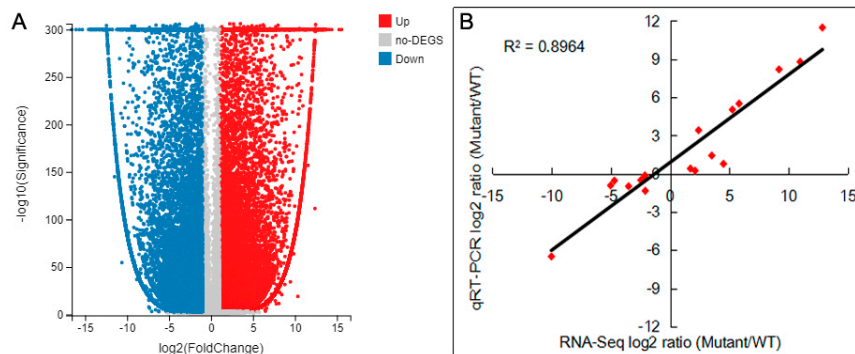 A
300
250
200
150
100
50
0
-log10(Significance)
-15 -10 -5 0 5 10 15
log2(FoldChange)
Up
no-DEGS
Down
B
R² = 0.8964
12
9
6
3
0
-3
-6
-9
-12
-15 -10 -5 0 5 10 15
qRT-PCR log2 ratio (Mutant/WT)
RNA-Seq log2 ratio (Mutant/WT)